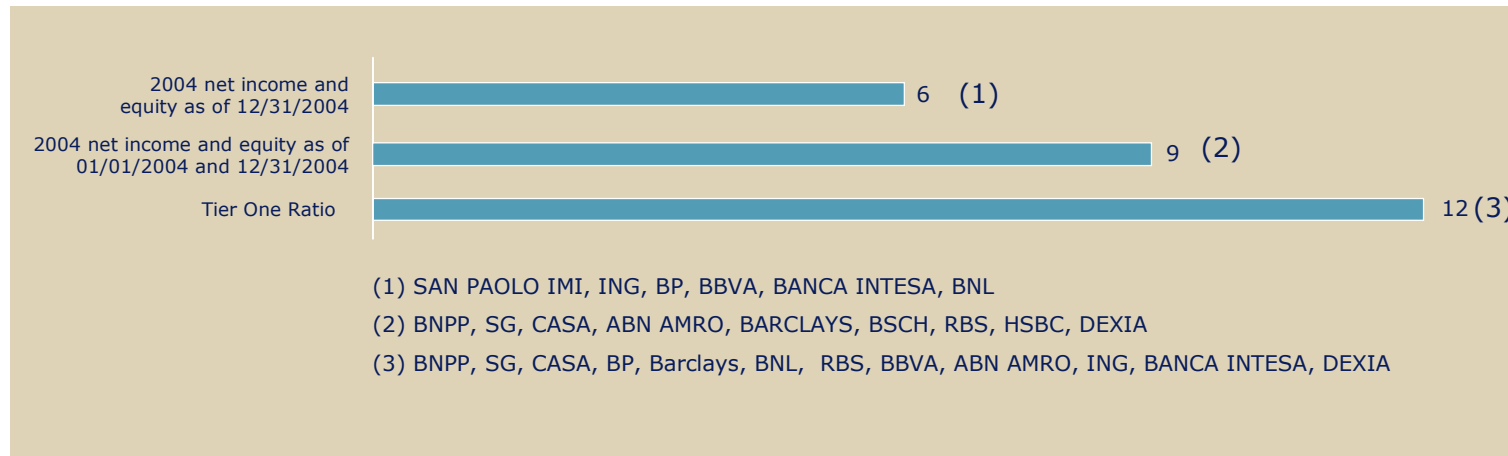 2004 net income and
equity as of 12/31/2004
6 (1)
2004 net income and equity as of
01/01/2004 and 12/31/2004
9 (2)
Tier One Ratio
12 (3)
(1) SAN PAOLO IMI, ING, BP, BBVA, BANCA INTESA, BNL
(2) BNPP, SG, CASA, ABN AMRO, BARCLAYS, BSCH, RBS, HSBC, DEXIA
(3) BNPP, SG, CASA, BP, Barclays, BNL, RBS, BBVA, ABN AMRO, ING, BANCA INTESA, DEXIA